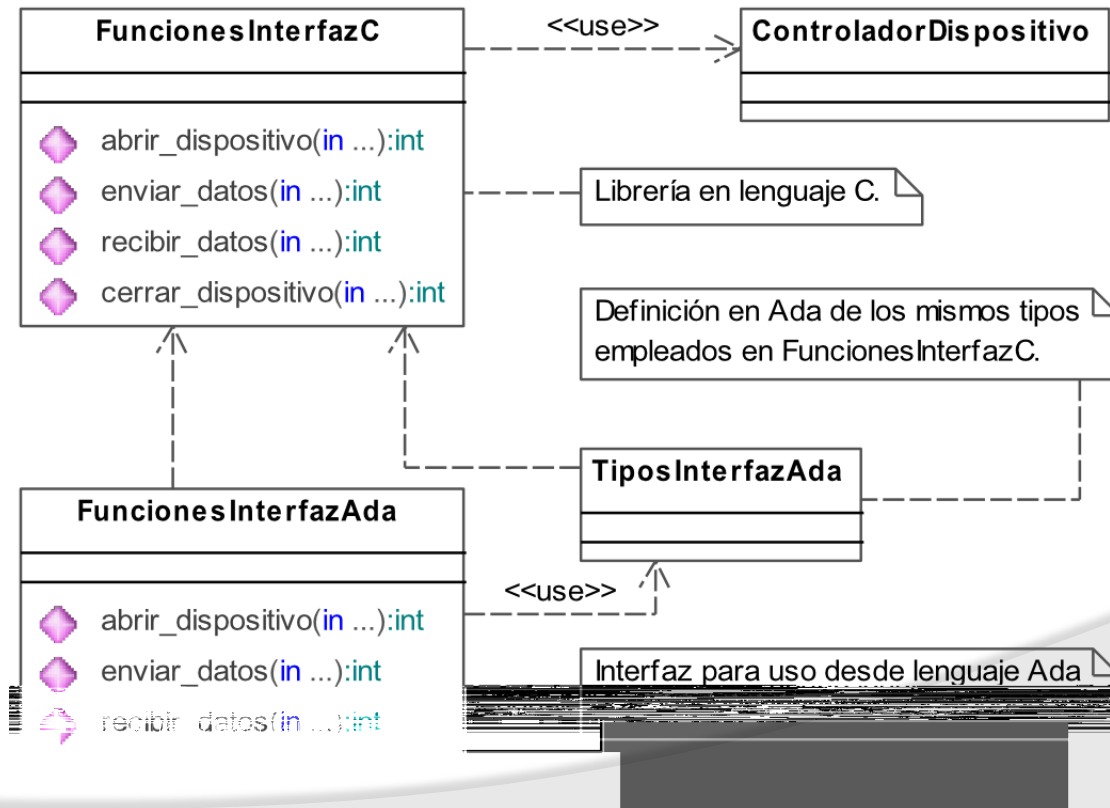 FuncionesInterfazC
<<use>>
ControladorDispositivo
abrir_dispositivo(in ...):int
enviar_datos(in ...):int
recibir_datos(in ...):int
cerrar_dispositivo(in ...):int
Librería en lenguaje C.
Definición en Ada de los mismos tipos
empleados en FuncionesInterfazC.
TiposInterfazAda
FuncionesInterfazAda
<<use>>
abrir_dispositivo(in ...):int
enviar_datos(in ...):int
recibir_datos(in ...):int
Interfaz para uso desde lenguaje Ada